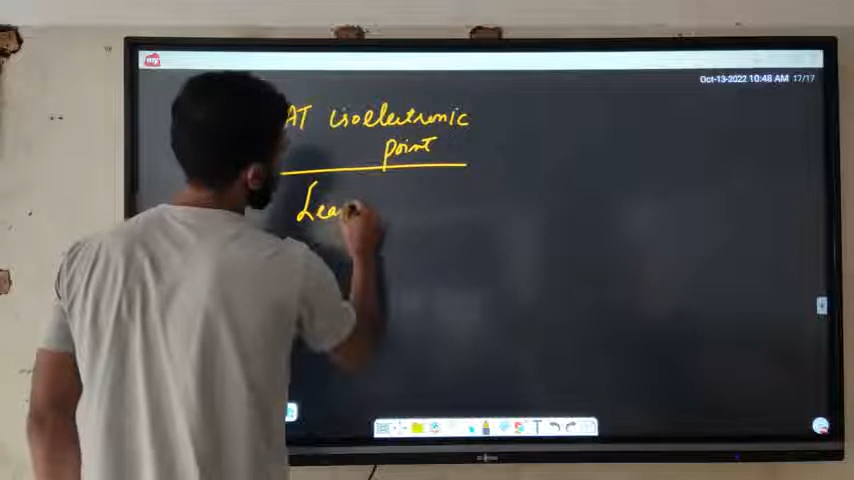 Oct-13-2022 10:48 AM 17/17
AT isoelectronic
point
Lea